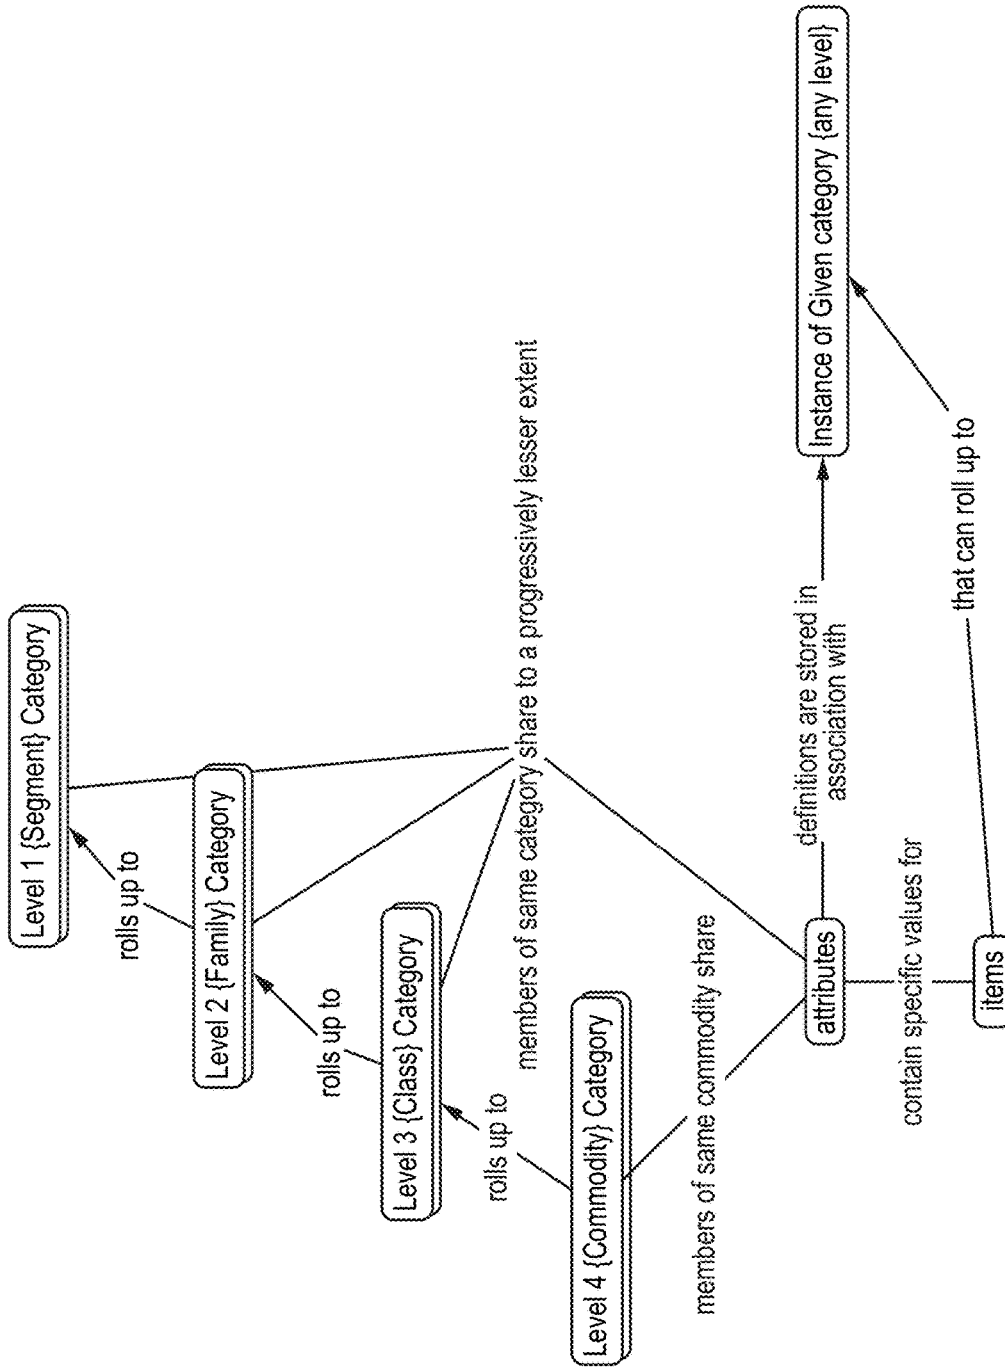 Level 1 {Segment} Category
rolls up to
Level 2 {Family} Category
rolls up to
Level 3 {Class} Category
rolls up to
members of same category share to a progressively lesser extent
Level 4 {Commodity} Category
members of same commodity share
attributes
definitions are stored in
association with
Instance of Given category {any level}
contain specific values for
that can roll up to
items